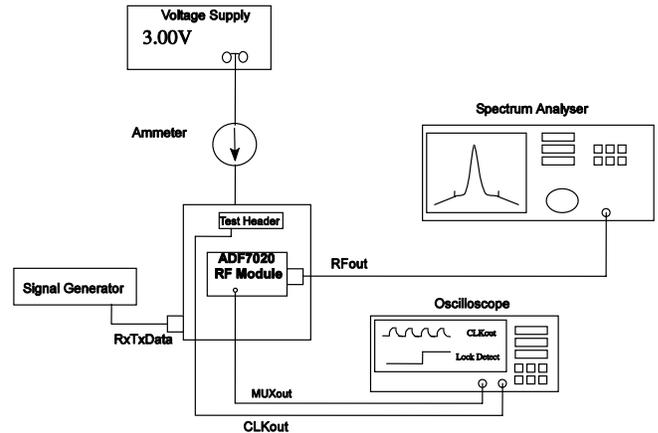 Voltage Supply
3.00V
Ammeter
Spectrum Analyser
Test Header
ADF7020
RF Module
RFout
Signal Generator
RxTxData
Oscilloscope
CLKout
Lock Detect
MUXout
CLKout